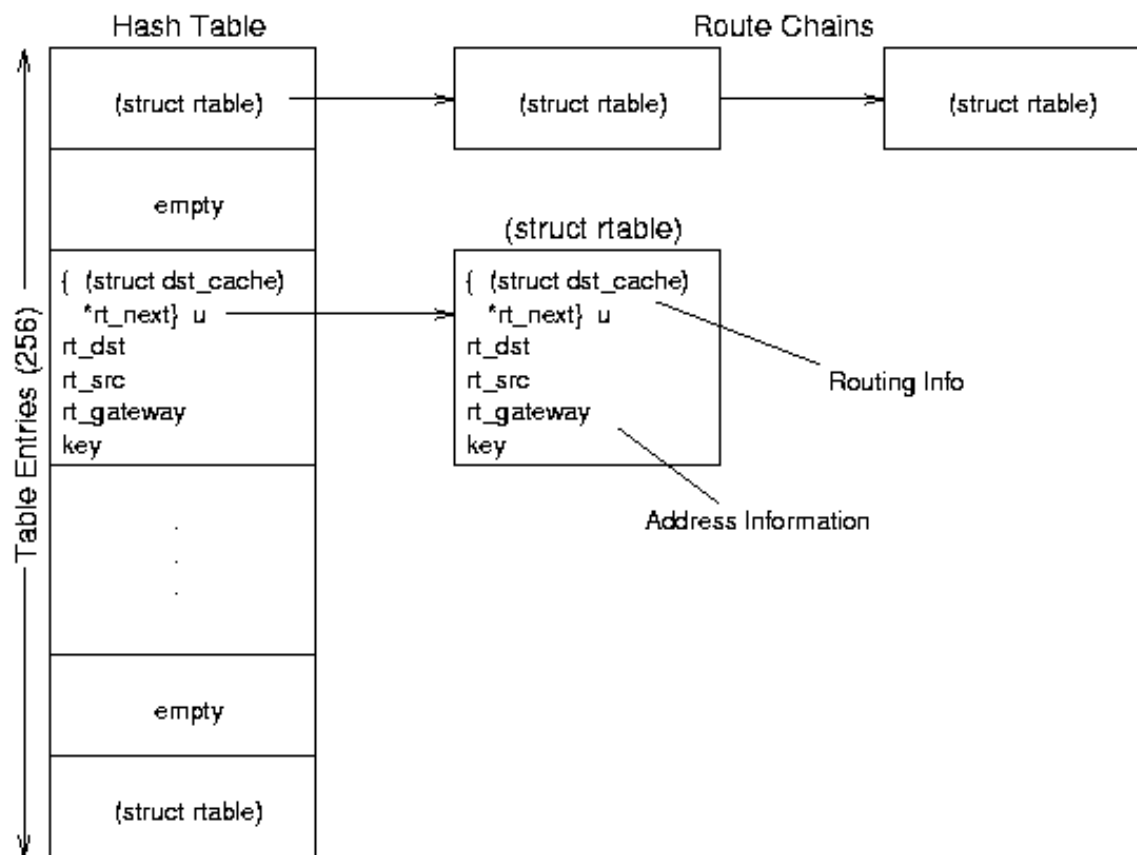 Hash Table
Route Chains
(struct rtable)
(struct rtable)
(struct rtable)
empty
(struct rtable)
{ (struct dst_cache)
*rt_next} u
rt_dst
rt_src
rt_gateway
key
{ (struct dst_cache)
*rt_next} u
rt_dst
rt_src
rt_gateway
key
Routing Info
Address Information
Table Entries (256)
.
.
.
empty
(struct rtable)